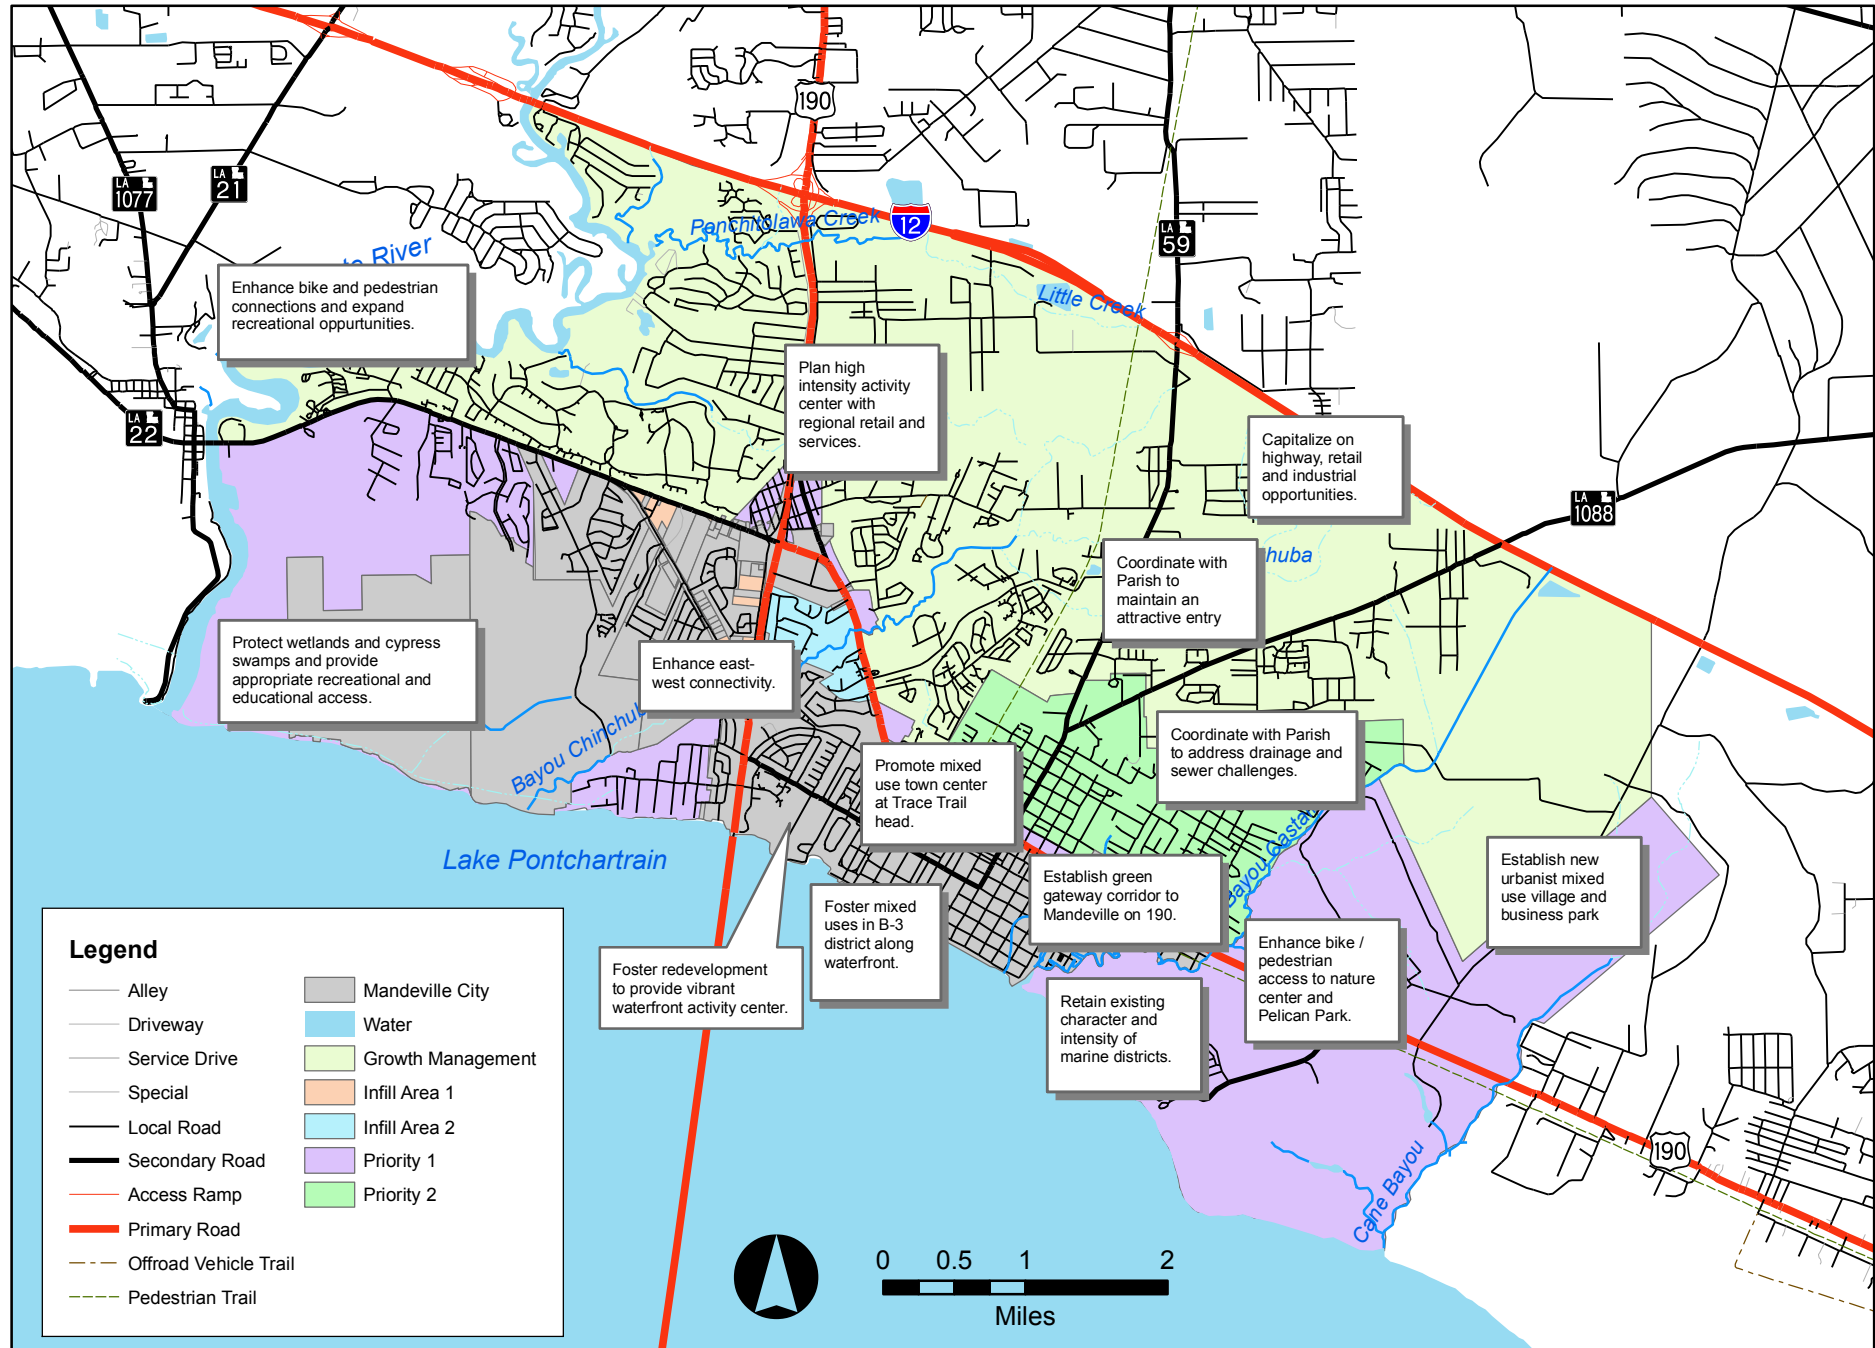 190
LA
1077
LA
21
Ponchitolawa Creek
12
LA
59
River
Enhance bike and pedestrian
connections and expand
recreational oppurtunities.
Little Creek
Plan high
intensity activity
center with
regional retail and
services.
LA
22
Capitalize on
highway, retail
and industrial
opportunities.
LA
1088
Coordinate with
Parish to
maintain an
attractive entry
huba
Protect wetlands and cypress
swamps and provide
appropriate recreational and
educational access.
Enhance east-
west connectivity.
Bayou Chinchub
Coordinate with Parish
to address drainage and
sewer challenges.
Promote mixed
use town center
at Trace Trail
head.
Lake Pontchartrain
Bayou Casta
Establish new
urbanist mixed
use village and
business park
Establish green
gateway corridor to
Mandeville on 190.
Foster mixed
uses in B-3
district along
waterfront.
Enhance bike /
pedestrian
access to nature
center and
Pelican Park.
Foster redevelopment
to provide vibrant
waterfront activity center.
Retain existing
character and
intensity of
marine districts.
190
Cane Bayou
Legend
Alley
Driveway
Service Drive
Special
Local Road
Secondary Road
Access Ramp
Primary Road
Offroad Vehicle Trail
Pedestrian Trail
Mandeville City
Water
Growth Management
Infill Area 1
Infill Area 2
Priority 1
Priority 2
0 0.5 1 2
Miles